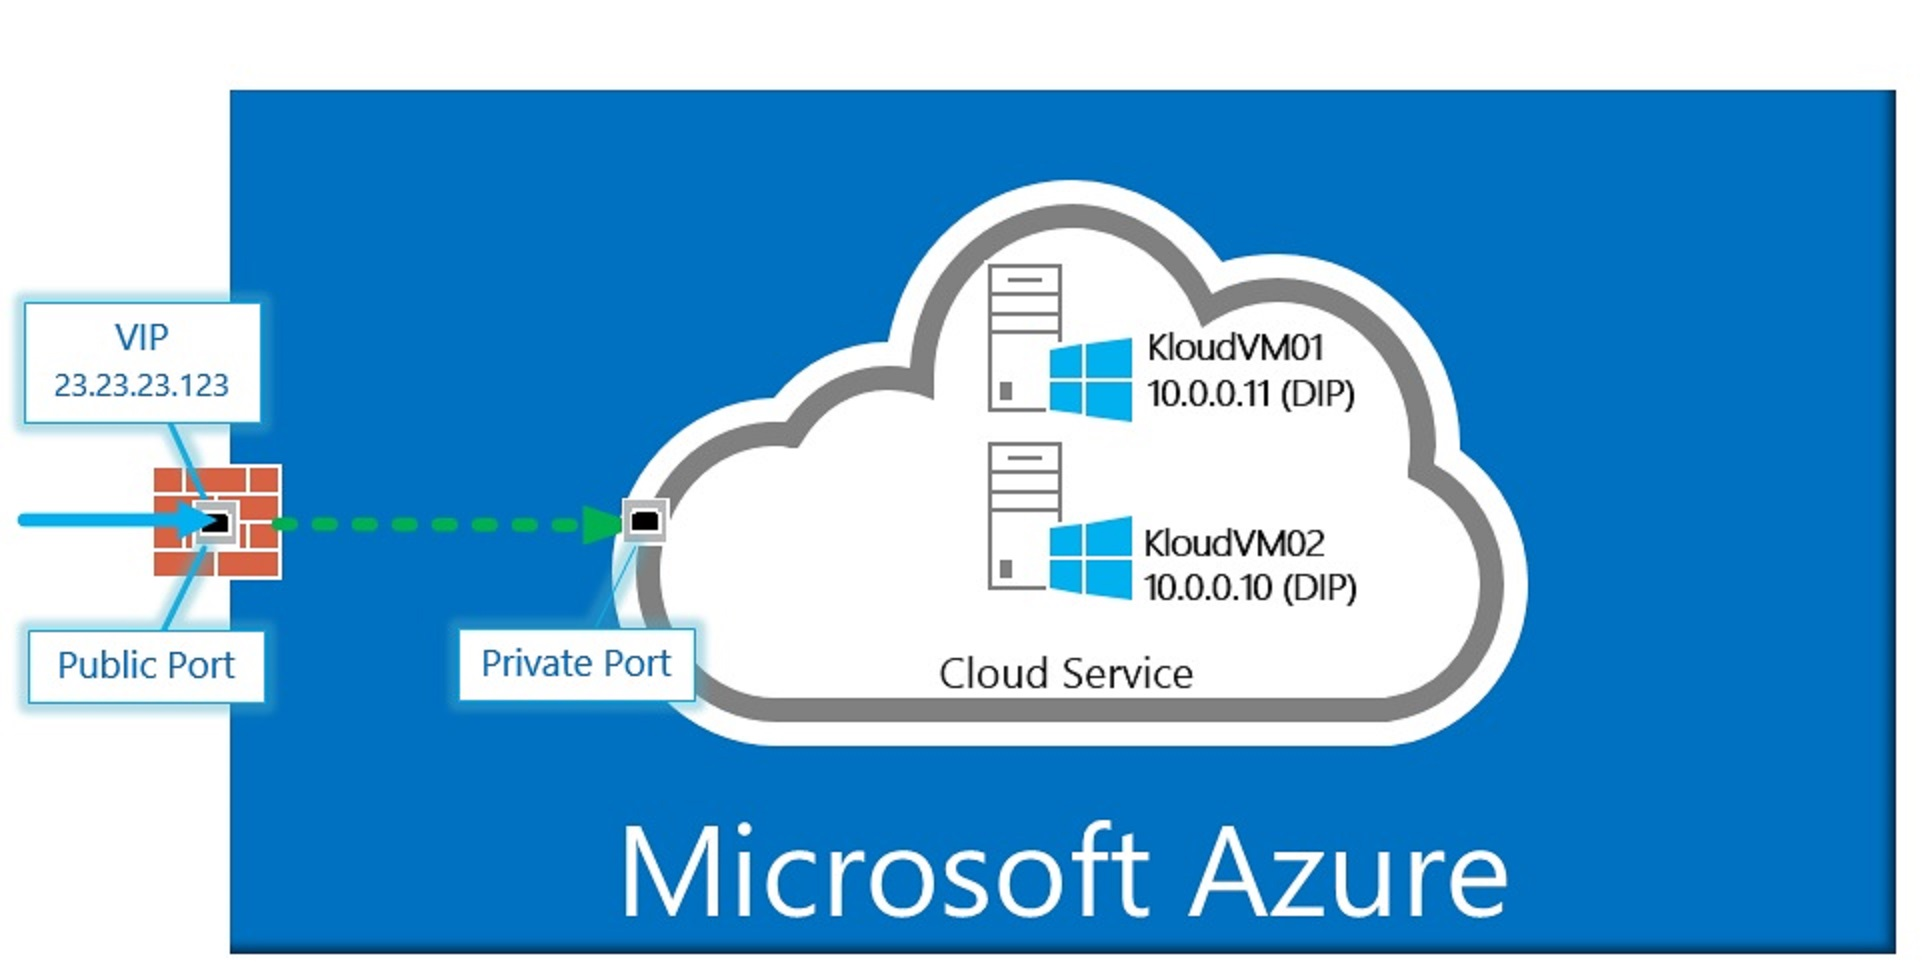 VIP
23.23.23.123
Public Port
Private Port
KloudVM01
10.0.0.11 (DIP)
KloudVM02
10.0.0.10 (DIP)
Cloud Service
Microsoft Azure